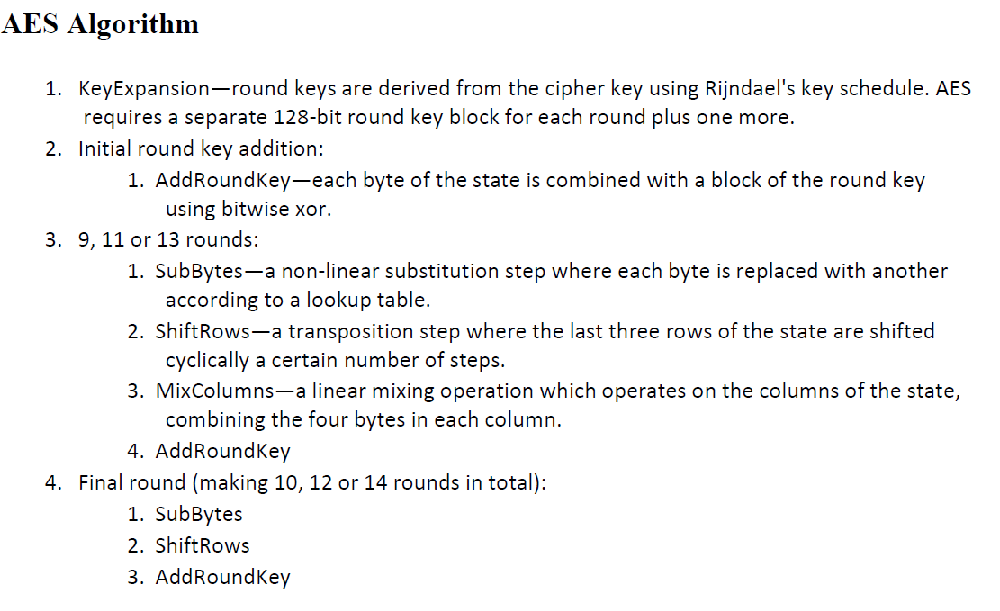 AES Algorithm
1. KeyExpansion—round keys are derived from the cipher key using Rijndael's key schedule. AES
requires a separate 128-bit round key block for each round plus one more.
2. Initial round key addition:
1. AddRoundKey—each byte of the state is combined with a block of the round key
using bitwise xor.
3. 9, 11 or 13 rounds:
1. SubBytes—a non-linear substitution step where each byte is replaced with another
according to a lookup table.
2. ShiftRows—a transposition step where the last three rows of the state are shifted
cyclically a certain number of steps.
3. MixColumns—a linear mixing operation which operates on the columns of the state,
combining the four bytes in each column.
4. AddRoundKey
4. Final round (making 10, 12 or 14 rounds in total):
1. SubBytes
2. ShiftRows
3. AddRoundKey